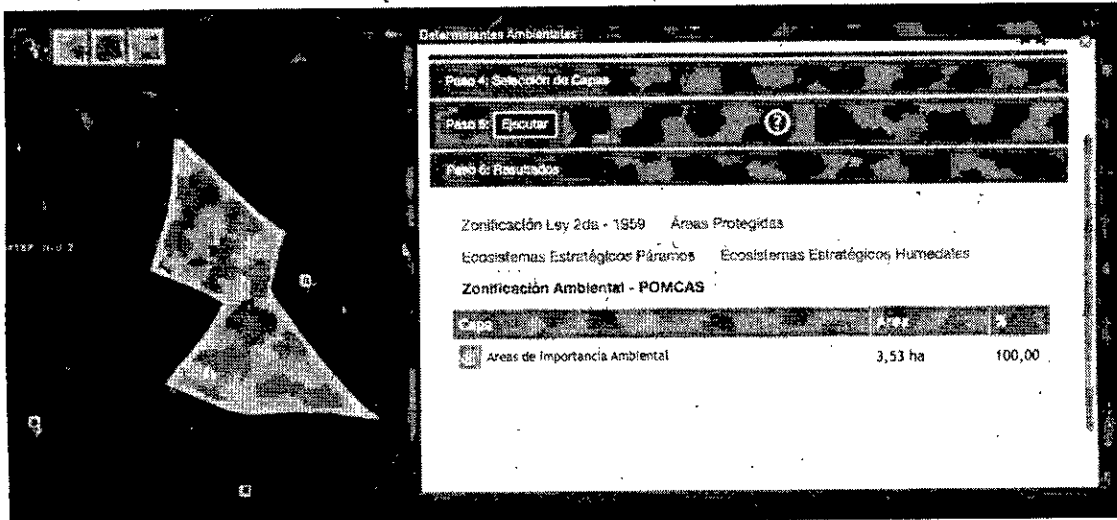 Determinantes Ambientales
Paso 4: Selección de Capas
Paso 5: Ejecutar ?
Paso 6: Resultados
Zonificación Ley 2da - 1959 Áreas Protegidas
Ecosistemas Estratégicos Páramos Ecosistemas Estratégicos Humedales
Zonificación Ambiental - POMCAS
Capa Area %
Areas de Importancia Ambiental 3,53 ha 100,00